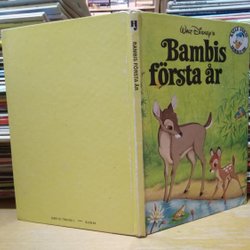 BAMBIS FÖRSTA ÅR
Walt Disney's
Bambis
första år